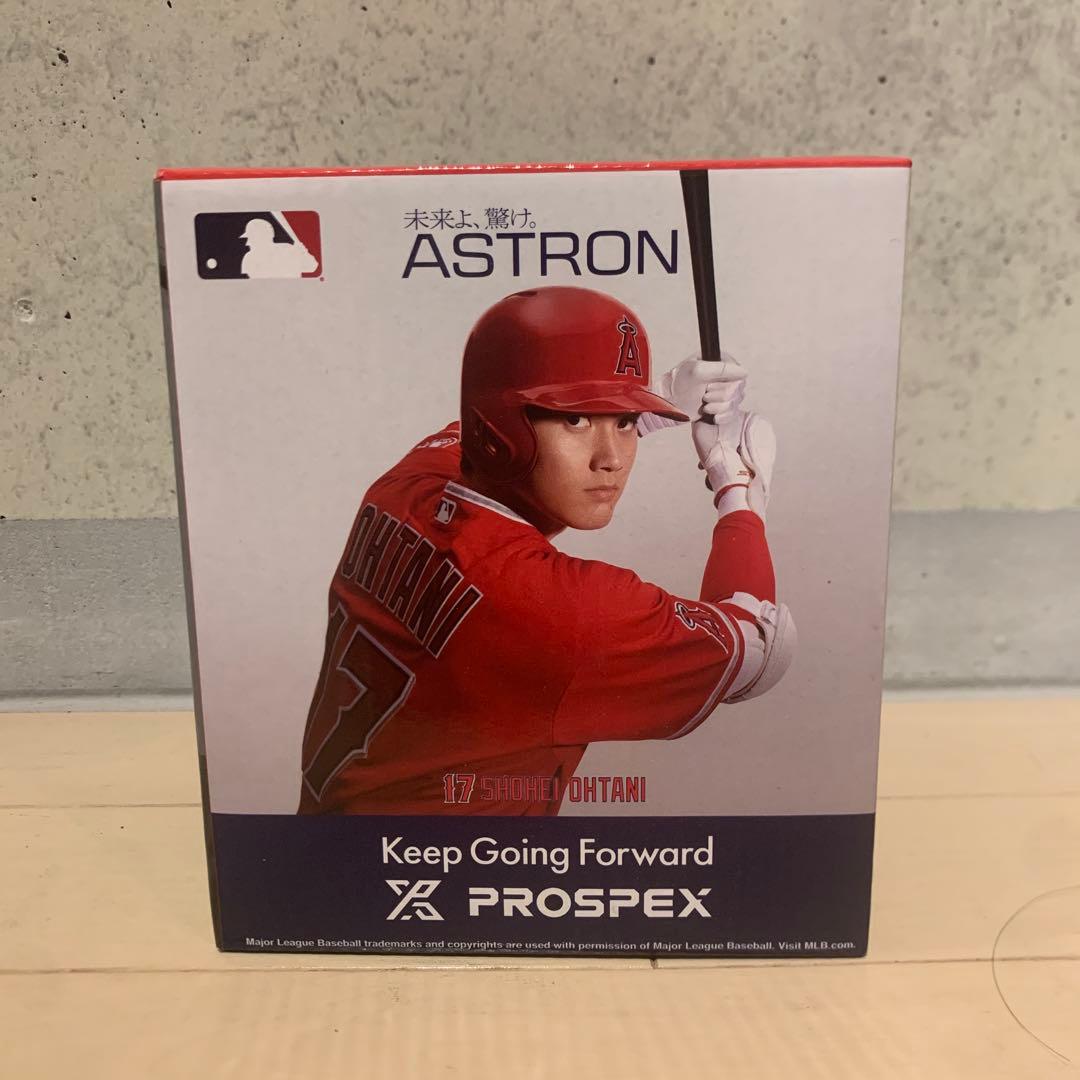 未来よ、驚け。
ASTRON
A
OHTANI
17
A
17 SHOHEI OHTANI
Keep Going Forward
PROSPEX
Major League Baseball trademarks and copyrights are used with permission of Major League Baseball. Visit MLB.com.